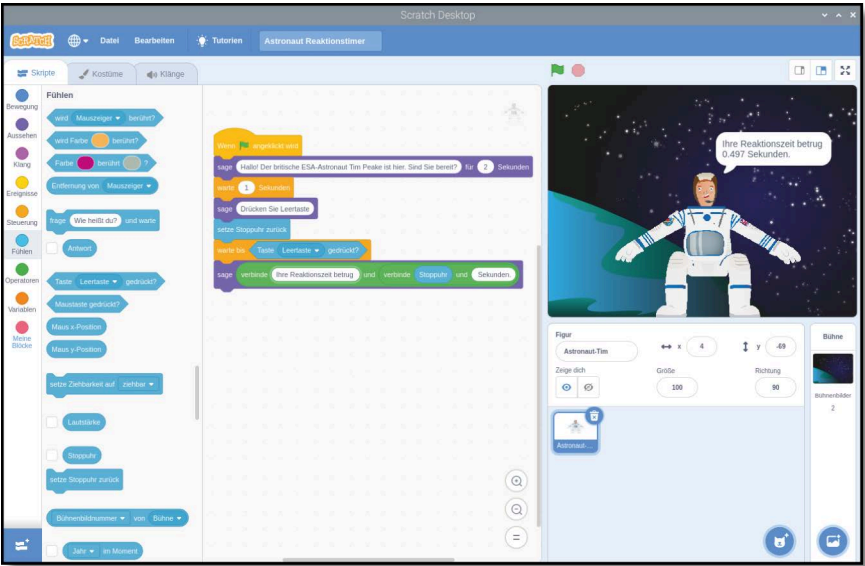 Scratch Desktop
SCRATCH
Datei
Bearbeiten
Tutorien
Astronaut Reaktionstimer
Skripte
Kostüme
Klänge
Bewegung
Aussehen
Klang
Ereignisse
Steuerung
Fühlen
Operatoren
Variablen
Meine
Blöcke
Fühlen
wird Mauszeiger berührt?
wird Farbe berührt?
Farbe berührt ?
Entfernung von Mauszeiger
frage Wie heißt du? und warte
Antwort
Taste Leertaste gedrückt?
Maustaste gedrückt?
Maus x-Position
Maus y-Position
setze Ziehbarkeit auf ziehbar
Lautstärke
Stoppuhr
setze Stoppuhr zurück
Bühnenbildnummer von Bühne
Jahr im Moment
Wenn angeklickt wird
sage Hallo! Der britische ESA-Astronaut Tim Peake ist hier. Sind Sie bereit? für 2 Sekunden
warte 1 Sekunden
sage Drücken Sie Leertaste
setze Stoppuhr zurück
warte bis Taste Leertaste gedrückt?
sage verbinde Ihre Reaktionszeit betrug und verbinde Stoppuhr und Sekunden.
Ihre Reaktionszeit betrug
0.497 Sekunden.
Figur
Astronaut-Tim
x 4
y -69
Zeige dich
Größe
100
Richtung
90
Astronaut-...
Bühne
Bühnenbilder
2